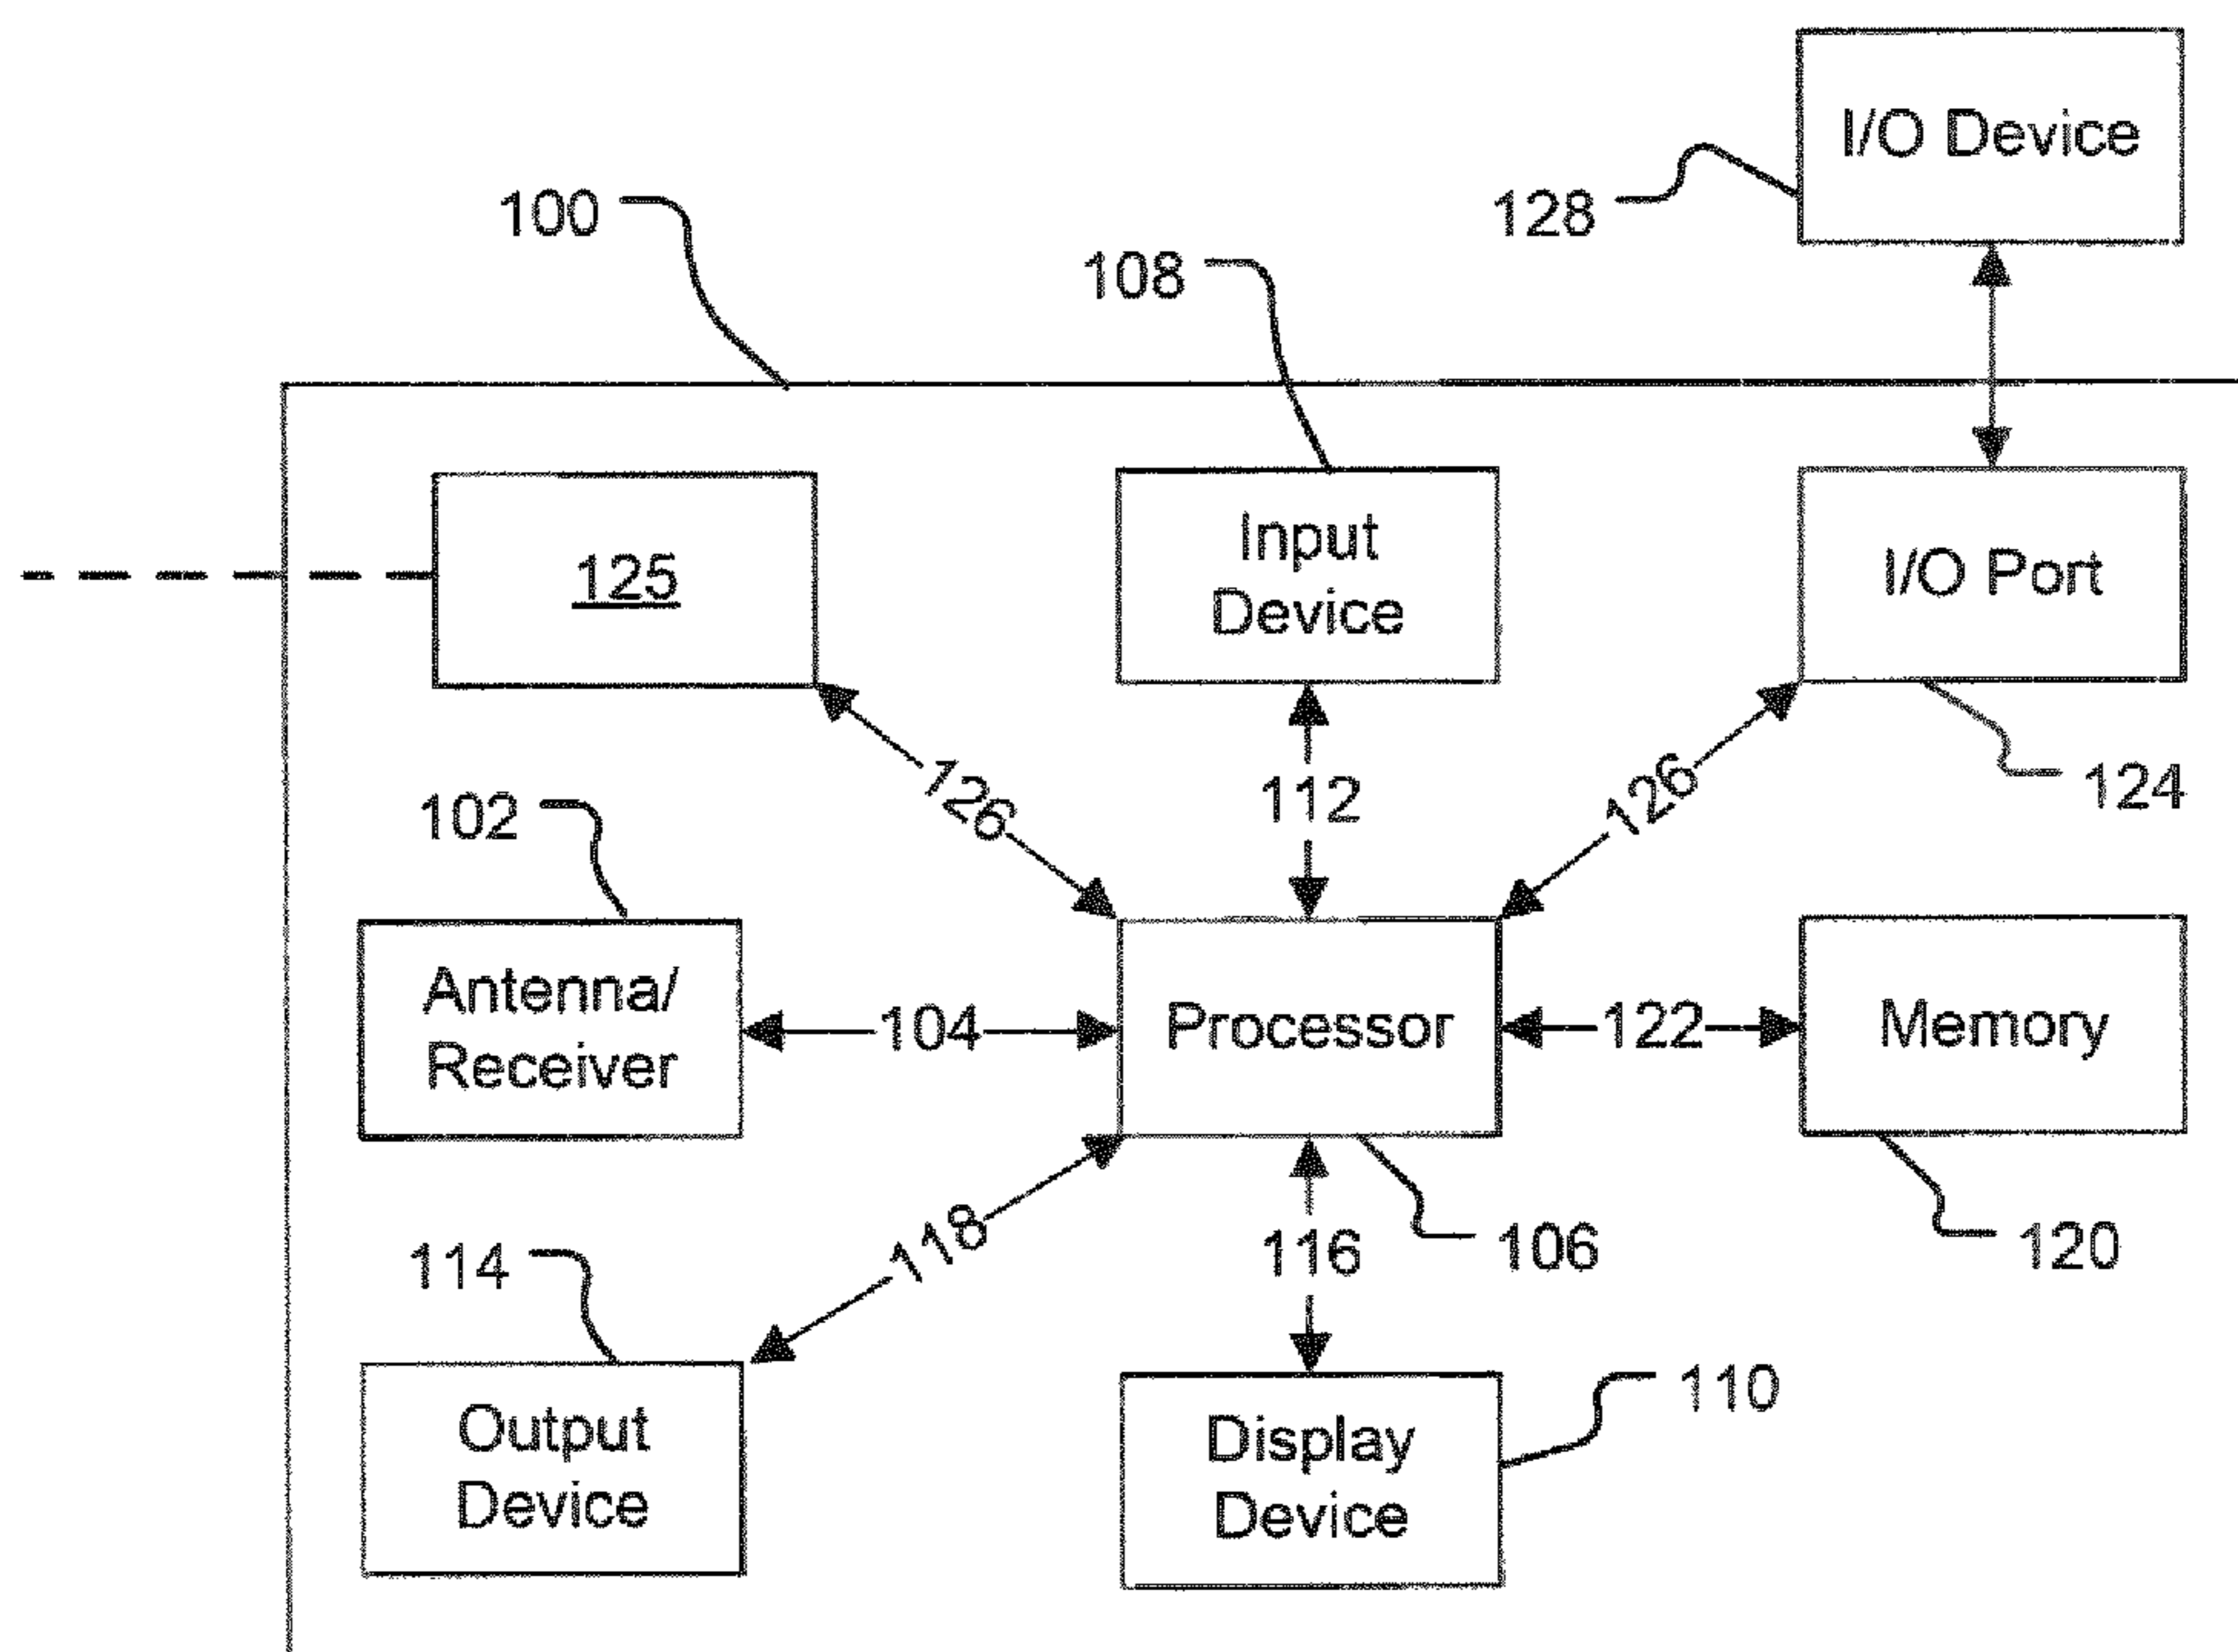 I/O Device
128
100
108
125
Input
Device
I/O Port
126
112
126
124
102
Antenna/
Receiver
104
Processor
122
Memory
118
116
106
120
114
Output
Device
Display
Device
110